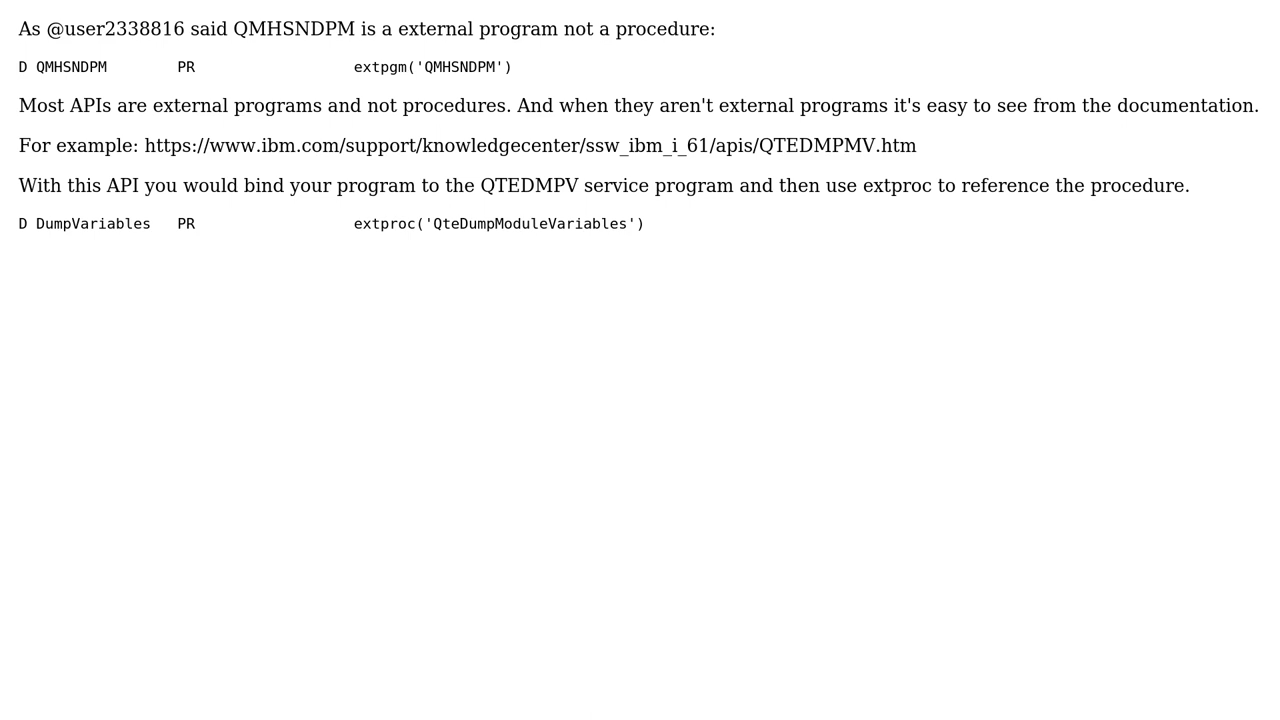 As @user2338816 said QMHSNDPM is a external program not a procedure:
D QMHSNDPM        PR                  extpgm('QMHSNDPM')
Most APIs are external programs and not procedures. And when they aren't external programs it's easy to see from the documentation.
For example: https://www.ibm.com/support/knowledgecenter/ssw_ibm_i_61/apis/QTEDMPMV.htm
With this API you would bind your program to the QTEDMPV service program and then use extproc to reference the procedure.
D DumpVariables   PR                  extproc('QteDumpModuleVariables')